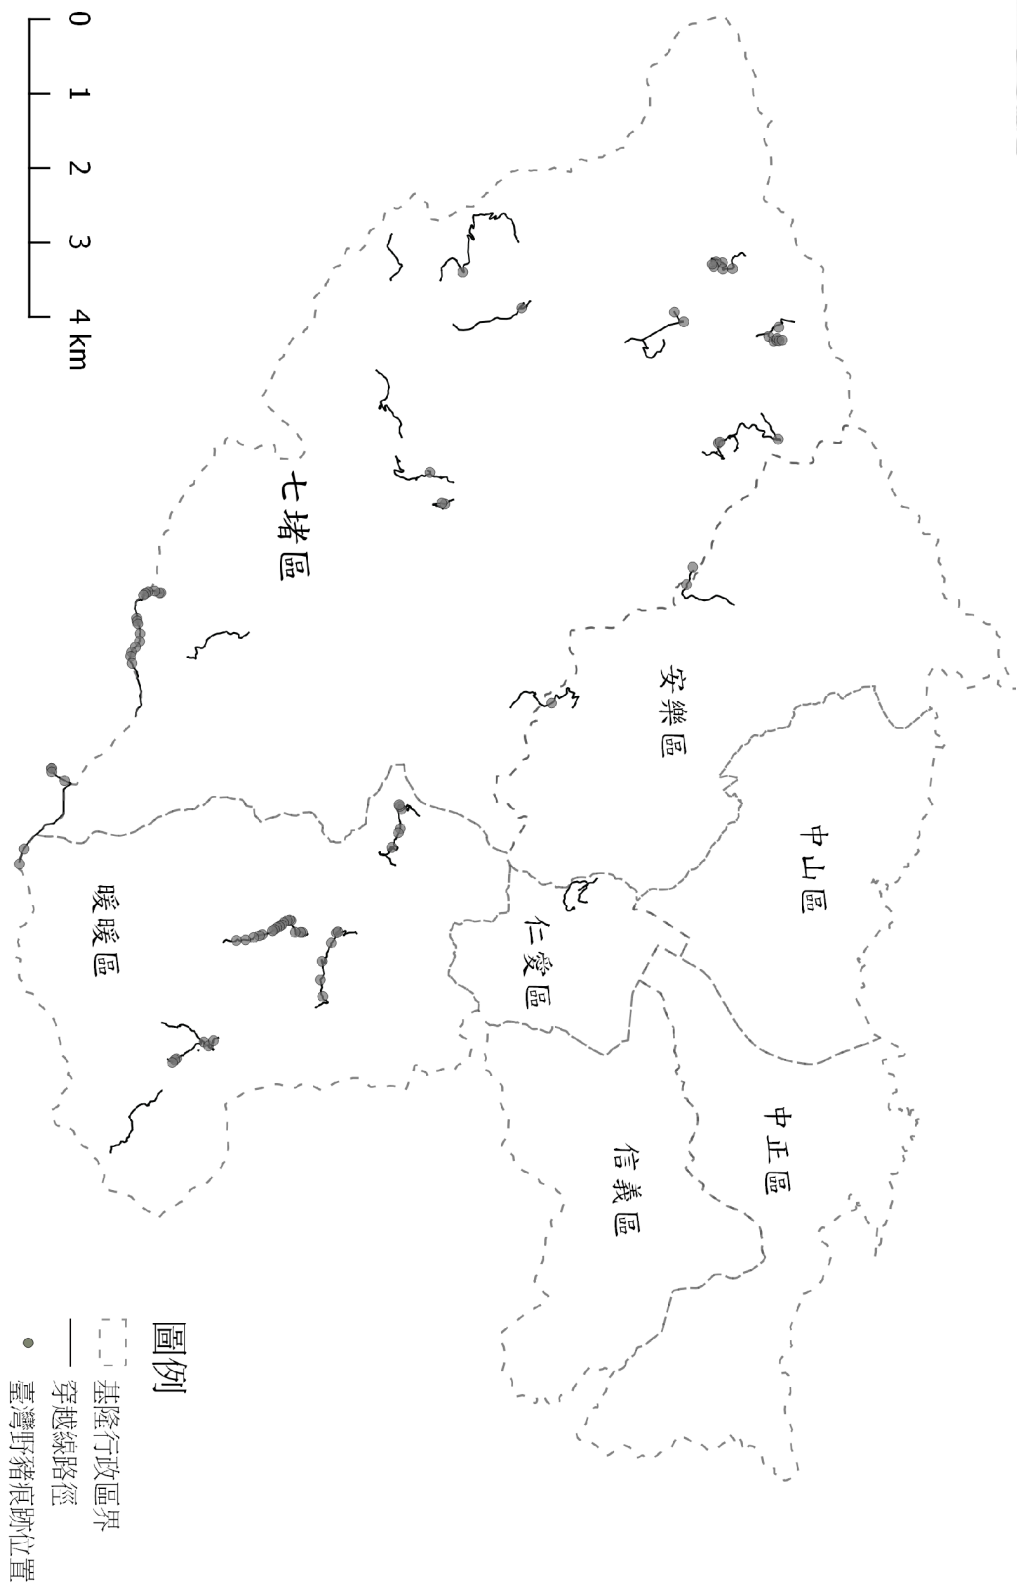 七堵區
安樂區
中山區
暖暖區
仁愛區
中正區
信義區
圖例
基隆行政區界
穿越線路徑
臺灣野豬痕跡位置
0 1 2 3 4 km